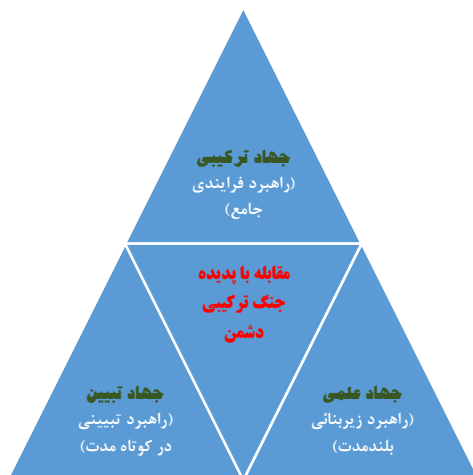 جهاد ترکیبی
(راهبرد فرایندی
جامع)
مقابله با پدیده
جنگ ترکیبی
دشمن
جهاد علمی
(راهبرد زیربنائی
بلندمدت)
جهاد تبیین
(راهبرد تبیینی
در کوتاه مدت)